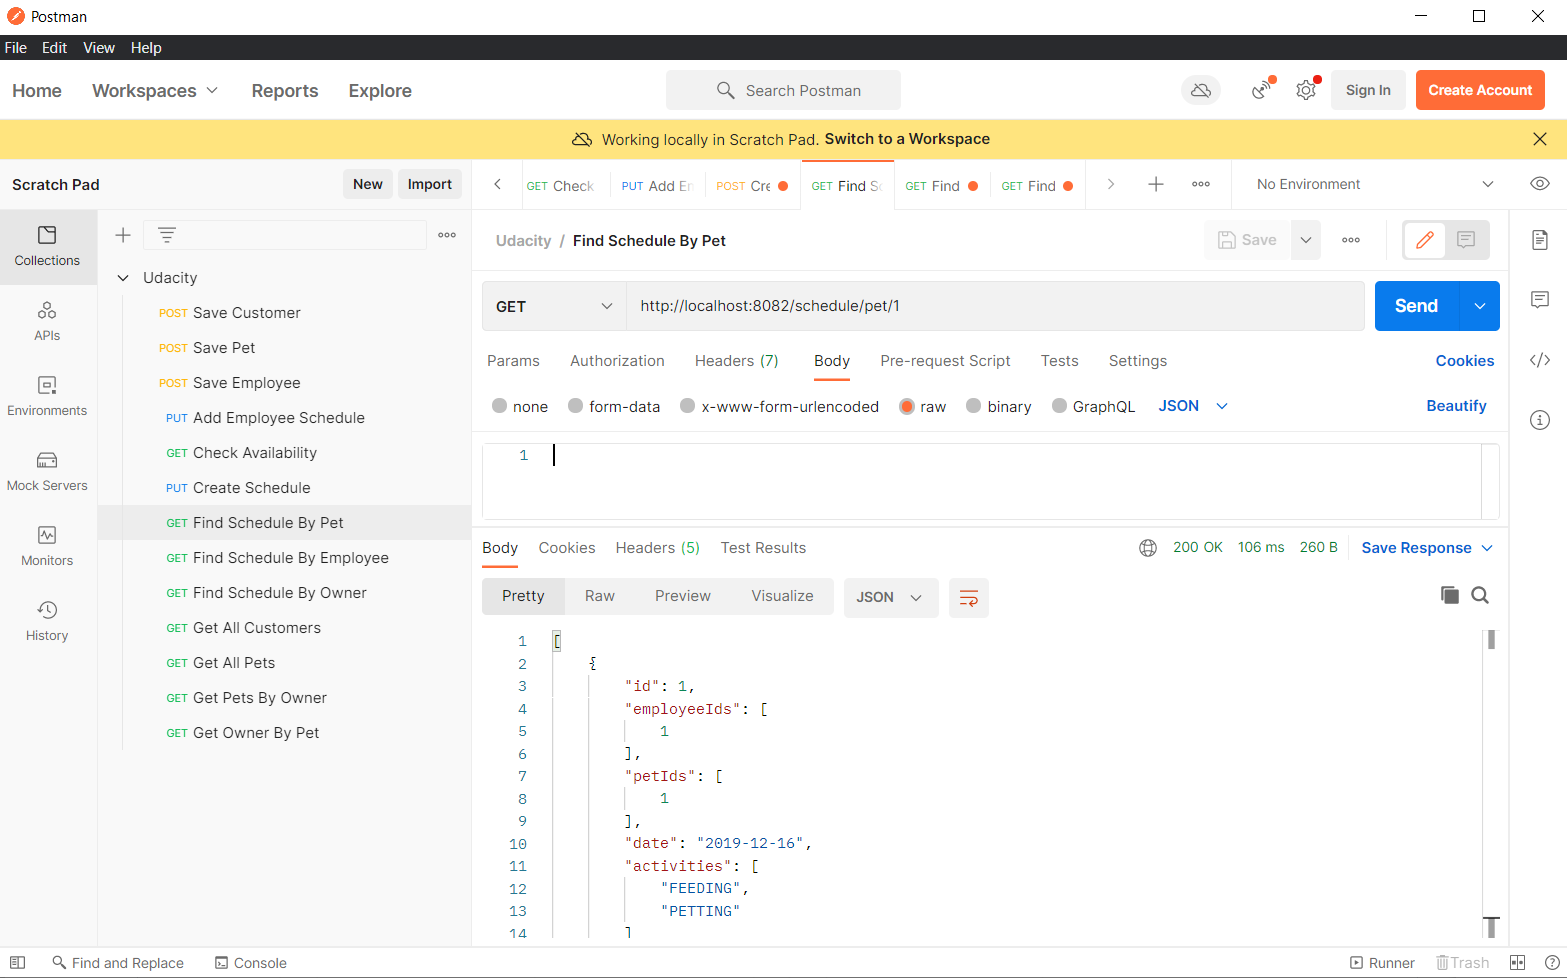 Postman
File Edit View Help
Home Workspaces Reports Explore Search Postman Sign In Create Account
Working locally in Scratch Pad. Switch to a Workspace
Scratch Pad New Import
GET Check PUT Add En POST Cre GET Find Sc GET Find GET Find No Environment
Collections
APIs
Environments
Mock Servers
Monitors
History
Udacity
POST Save Customer
POST Save Pet
POST Save Employee
PUT Add Employee Schedule
GET Check Availability
PUT Create Schedule
GET Find Schedule By Pet
GET Find Schedule By Employee
GET Find Schedule By Owner
GET Get All Customers
GET Get All Pets
GET Get Pets By Owner
GET Get Owner By Pet
Udacity / Find Schedule By Pet Save
GET http://localhost:8082/schedule/pet/1 Send
Params Authorization Headers (7) Body Pre-request Script Tests Settings Cookies
none form-data x-www-form-urlencoded raw binary GraphQL JSON Beautify
1
Body Cookies Headers (5) Test Results 200 OK 106 ms 260 B Save Response
Pretty Raw Preview Visualize JSON
1 [
2 {
3 "id": 1,
4 "employeeIds": [
5 1
6 ],
7 "petIds": [
8 1
9 ],
10 "date": "2019-12-16",
11 "activities": [
12 "FEEDING",
13 "PETTING"
14 ]
Find and Replace Console Runner Trash